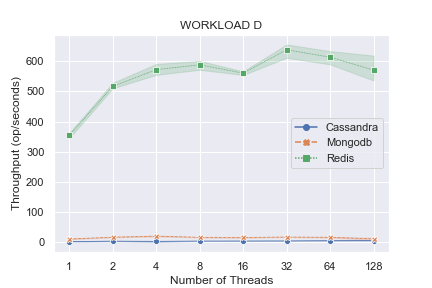 WORKLOAD D
Throughput (op/seconds)
600
500
400
300
200
100
0
Cassandra
Mongodb
Redis
1 2 4 8 16 32 64 128
Number of Threads